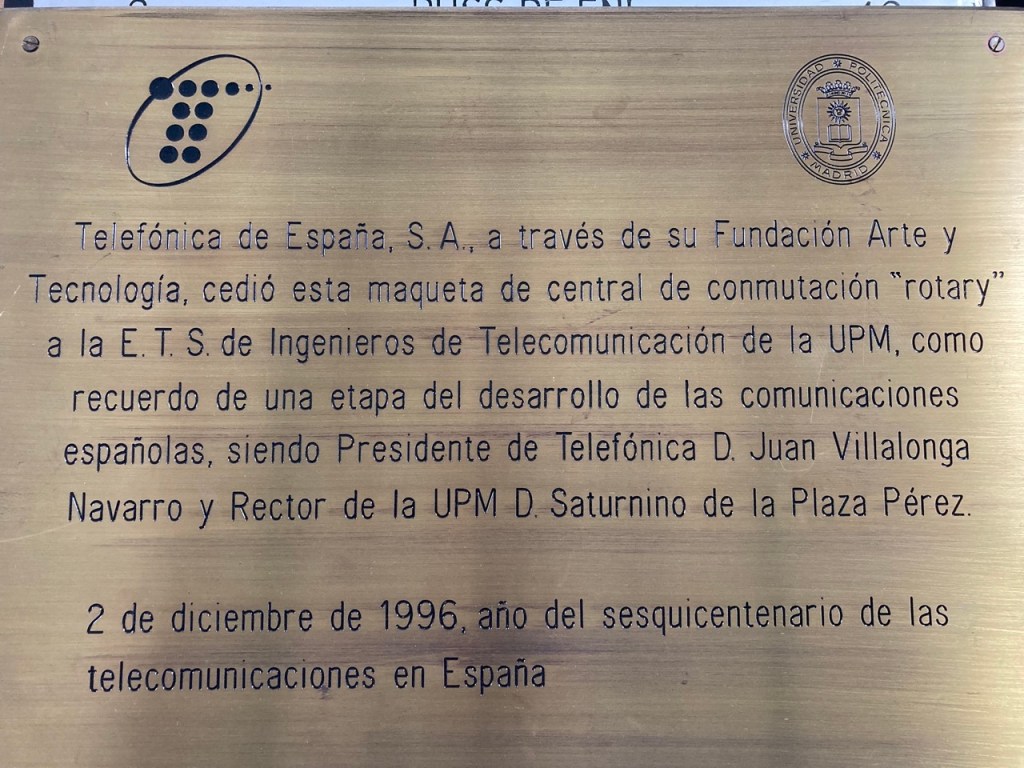 UNIVERSIDAD POLITECNICA
MADRID
Telefónica de España, S. A., a través de su Fundación Arte y
Tecnología, cedió esta maqueta de central de conmutación "rotary"
a la E. T. S. de Ingenieros de Telecomunicación de la UPM, como
recuerdo de una etapa del desarrollo de las comunicaciones
españolas, siendo Presidente de Telefónica D. Juan Villalonga
Navarro y Rector de la UPM D. Saturnino de la Plaza Pérez.
2 de diciembre de 1996, año del sesquicentenario de las
telecomunicaciones en España